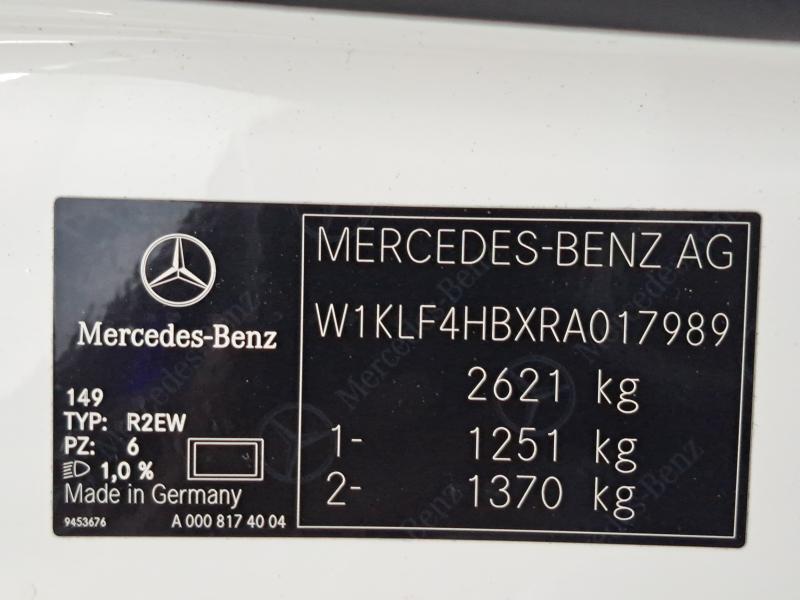 Mercedes-Benz
149
TYP: R2EW
PZ: 6
1,0 %
Made in Germany
9453676 A 000 817 40 04
MERCEDES-BENZ AG
W1KLF4HBXRA017989
2621 kg
1- 1251 kg
2- 1370 kg